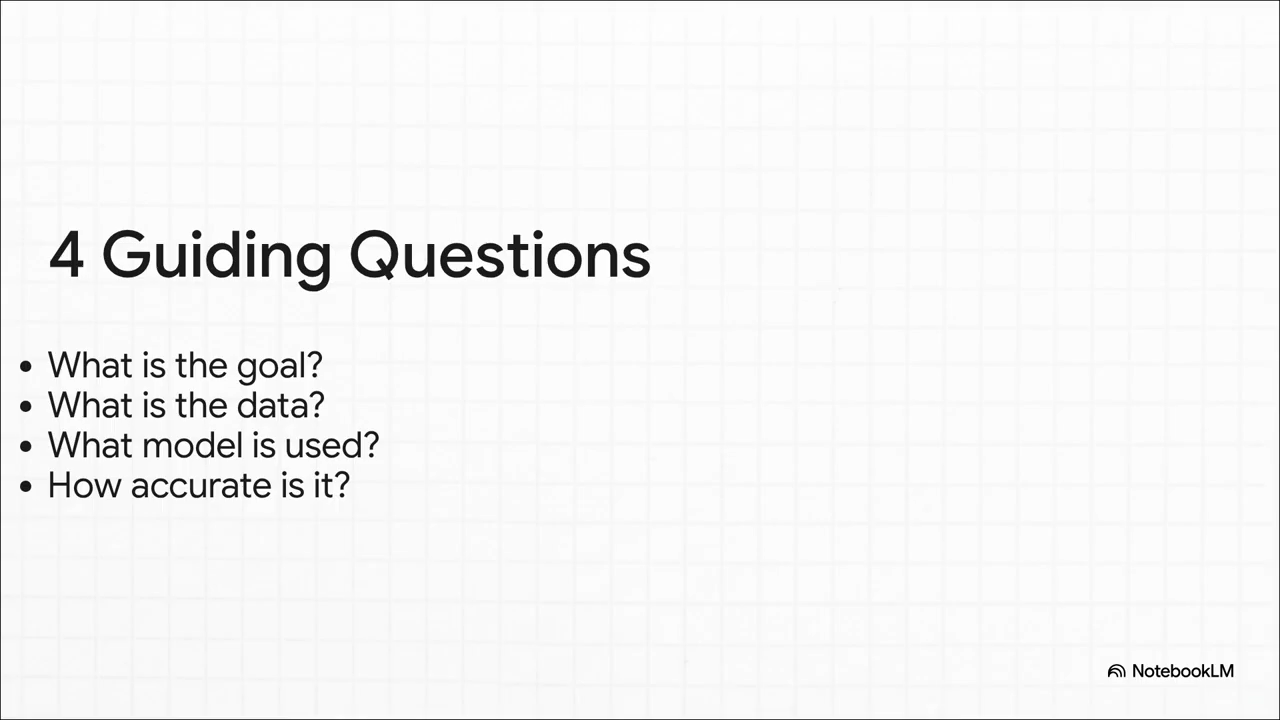 4 Guiding Questions
• What is the goal?
• What is the data?
• What model is used?
• How accurate is it?
NotebookLM